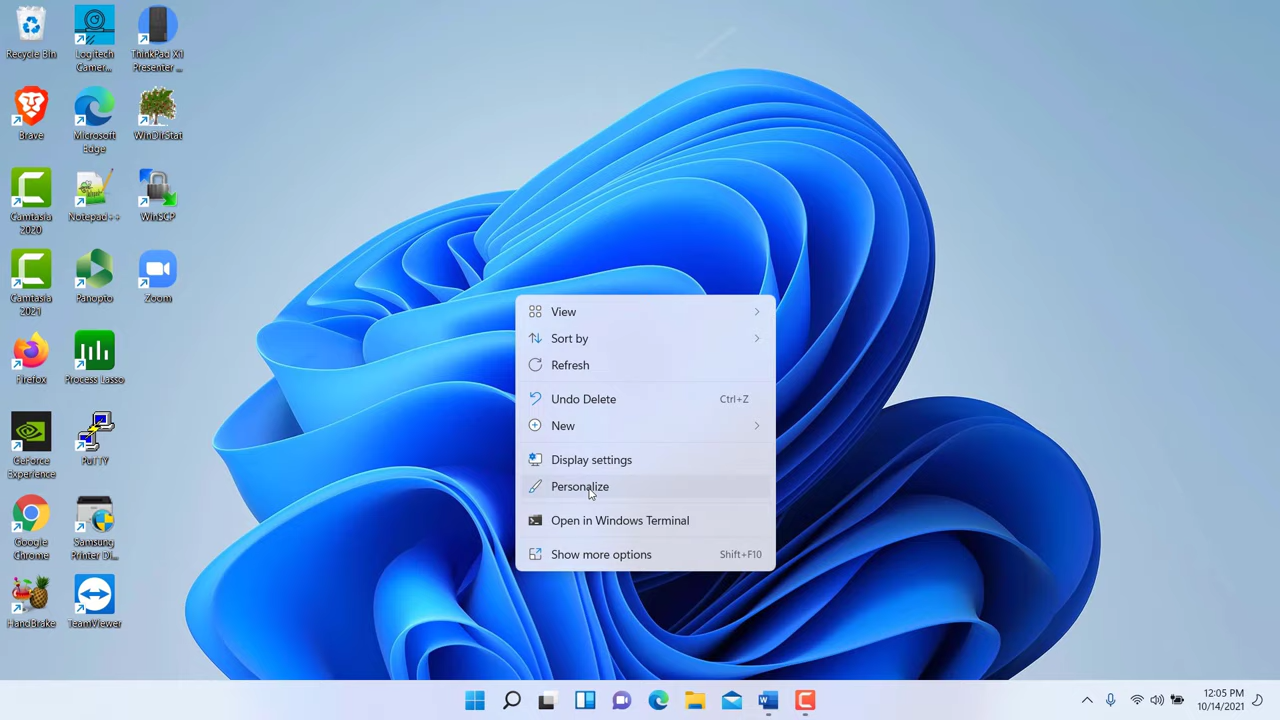 Recycle Bin
Logitech
Camer...
ThinkPad X1
Presenter ...
Brave
Microsoft
Edge
WinDirStat
Camtasia
2020
Notepad++
WinSCP
Camtasia
2021
Panopto
Zoom
Firefox
Process Lasso
GeForce
Experience
PuTTY
Google
Chrome
Samsung
Printer Di...
HandBrake
TeamViewer
View
Sort by
Refresh
Undo Delete Ctrl+Z
New
Display settings
Personalize
Open in Windows Terminal
Show more options Shift+F10
12:05 PM
10/14/2021